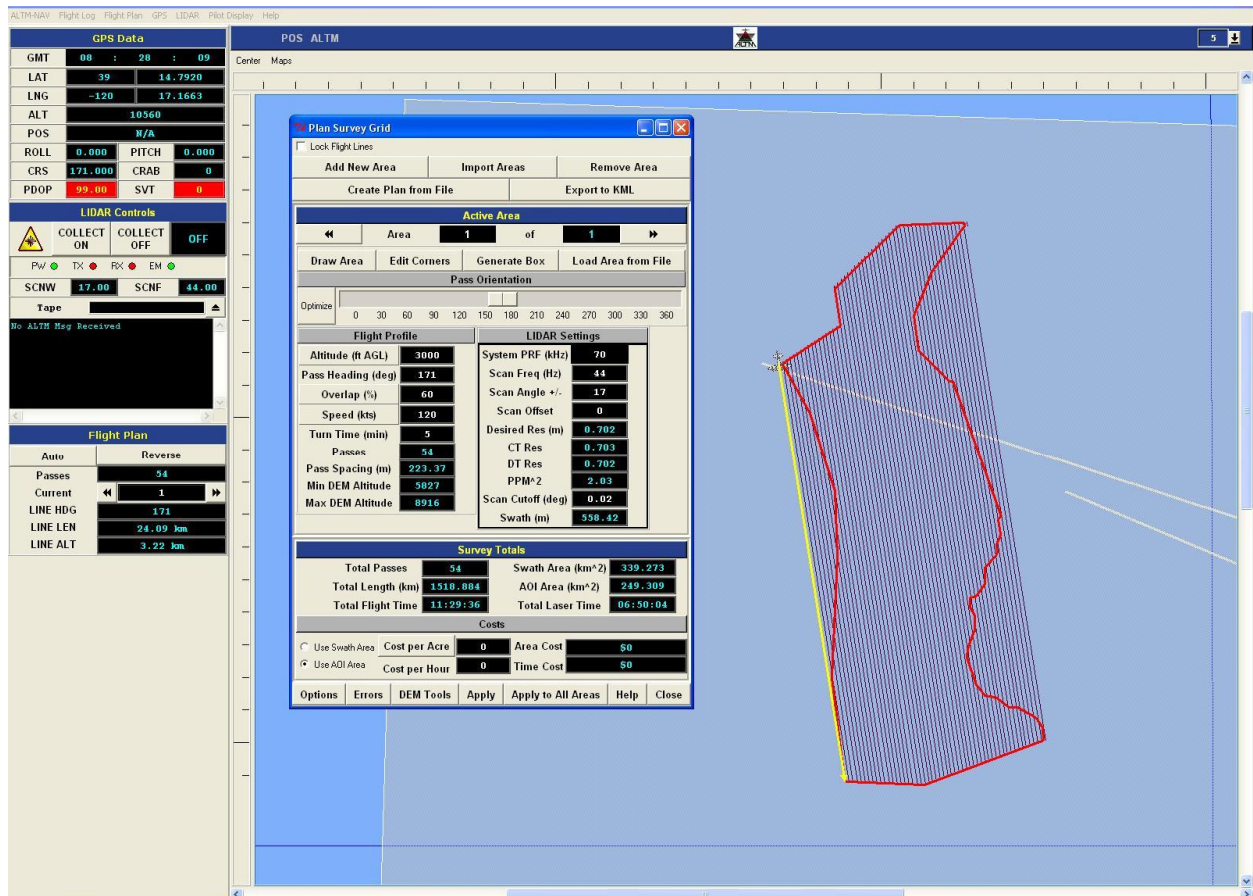 ALTM-NAV Flight Log Flight Plan GPS LIDAR Pilot Display Help
GPS Data
GMT 08 : 28 : 09
LAT 39 14.7920
LNG -120 17.1663
ALT 10560
POS N/A
ROLL 0.000 PITCH 0.000
CRS 171.000 CRAB 0
PDOP 99.00 SVT 0
LIDAR Controls
COLLECT ON COLLECT OFF OFF
PW TX RX EM
SCNW 17.00 SCNF 44.00
Tape
No ALTM Msg Received
Flight Plan
Auto Reverse
Passes 54
Current 1
LINE HDG 171
LINE LEN 24.09 km
LINE ALT 3.22 km
POS ALTM
ALTM
5
Center Maps
Plan Survey Grid
Lock Flight Lines
Add New Area Import Areas Remove Area
Create Plan from File Export to KML
Active Area
Area 1 of 1
Draw Area Edit Corners Generate Box Load Area from File
Pass Orientation
Optimize
0 30 60 90 120 150 180 210 240 270 300 330 360
Flight Profile
Altitude (ft AGL) 3000
Pass Heading (deg) 171
Overlap (%) 60
Speed (kts) 120
Turn Time (min) 5
Passes 54
Pass Spacing (m) 223.37
Min DEM Altitude 5827
Max DEM Altitude 8916
LIDAR Settings
System PRF (kHz) 70
Scan Freq (Hz) 44
Scan Angle +/- 17
Scan Offset 0
Desired Res (m) 0.702
CT Res 0.703
DT Res 0.702
PPM^2 2.03
Scan Cutoff (deg) 0.02
Swath (m) 558.42
Survey Totals
Total Passes 54 Swath Area (km^2) 339.273
Total Length (km) 1518.884 AOI Area (km^2) 249.309
Total Flight Time 11:29:36 Total Laser Time 06:50:04
Costs
Use Swath Area Cost per Acre 0 Area Cost $0
Use AOI Area Cost per Hour 0 Time Cost $0
Options Errors DEM Tools Apply Apply to All Areas Help Close